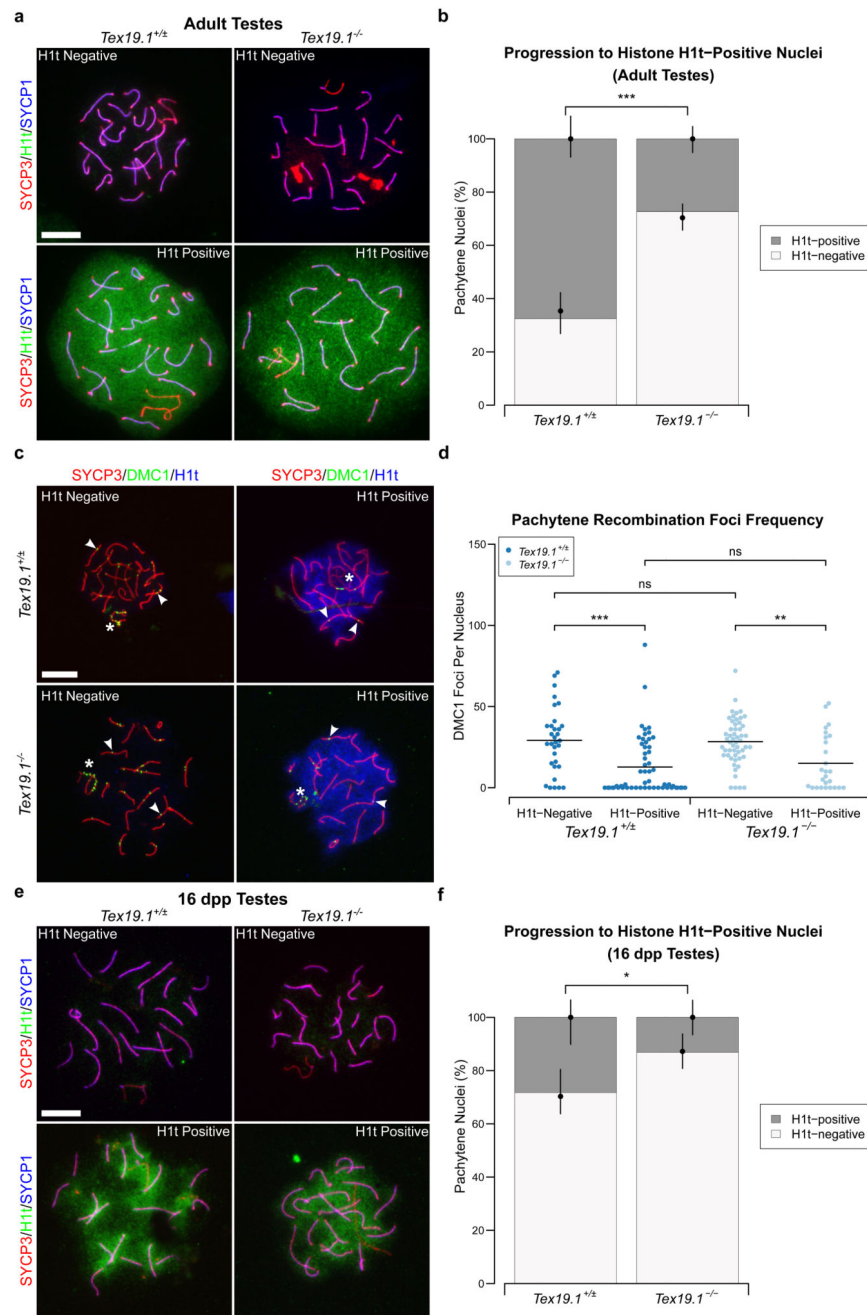 a
Adult Testes
Tex19.1+/± Tex19.1-/-
SYCP3/H1t/SYCP1
H1t Negative
H1t Negative
SYCP3/H1t/SYCP1
H1t Positive
H1t Positive
b
Progression to Histone H1t−Positive Nuclei
(Adult Testes)
***
Pachytene Nuclei (%)
100
80
60
40
20
0
Tex19.1+/± Tex19.1−/−
H1t−positive
H1t−negative
c
SYCP3/DMC1/H1t SYCP3/DMC1/H1t
Tex19.1+/±
H1t Negative
*
H1t Positive
*
Tex19.1-/-
H1t Negative
*
H1t Positive
*
d
Pachytene Recombination Foci Frequency
Tex19.1+/±
Tex19.1−/−
ns
ns
***
**
DMC1 Foci Per Nucleus
150
100
50
0
H1t−Negative H1t−Positive H1t−Negative H1t−Positive
Tex19.1+/± Tex19.1−/−
e
16 dpp Testes
Tex19.1+/± Tex19.1-/-
SYCP3/H1t/SYCP1
H1t Negative
H1t Negative
SYCP3/H1t/SYCP1
H1t Positive
H1t Positive
f
Progression to Histone H1t−Positive Nuclei
(16 dpp Testes)
*
Pachytene Nuclei (%)
100
80
60
40
20
0
Tex19.1+/± Tex19.1−/−
H1t−positive
H1t−negative